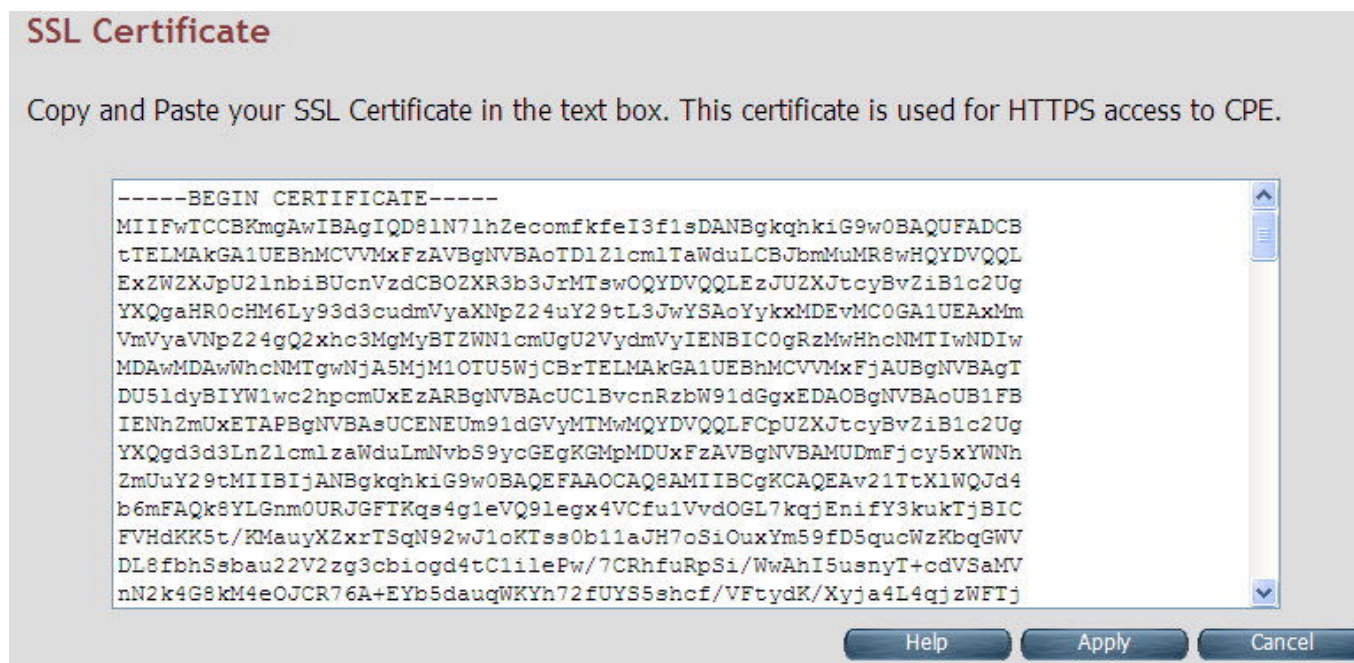 SSL Certificate
Copy and Paste your SSL Certificate in the text box. This certificate is used for HTTPS access to CPE.
-----BEGIN CERTIFICATE-----
MIIFwTCCBKmgAwIBAgIQD8lN7lhZecomfkfeI3f1sDANBgkqhkiG9w0BAQUFADCB
tTELMAkGA1UEBhMCVVMxFzAVBgNVBAoTDlZlcmlTaWduLCBJbmMuMR8wHQYDVQQL
ExZWZXJpU2lnbiBUcnVzdCBOZXR3b3JrMTswOQYDVQQLEzJUZXJtcyBvZiB1c2Ug
YXQgaHR0cHM6Ly93d3cudmVyaXNpZ24uY29tL3JwYSAoYykxMDEvMC0GA1UEAxMm
VmVyaVNpZ24gQ2xhc3MgMyBTZWN1cmUgU2VydmVyIENBIC0gRzMwHhcNMTIwNDIw
MDAwMDAwWhcNMTgwNjA5MjM1OTU5WjCBrTELMAkGA1UEBhMCVVMxFjAUBgNVBAgT
DU5ldyBIYW1wc2hpcmUxEzARBgNVBAcUClBvcnRzbW91dGgxEDAOBgNVBAoUB1FB
IENhZmUxETAPBgNVBAsUCENEUm91dGVyMTMwMQYDVQQLFCpUZXJtcyBvZiB1c2Ug
YXQgd3d3LnZlcmlzaWduLmNvbS9ycGEgKGMpMDUxFzAVBgNVBAMUDmFjcy5xYWNh
ZmUuY29tMIIBIjANBgkqhkiG9w0BAQEFAAOCAQ8AMIIBCgKCAQEAv21TtXlWQJd4
b6mFAQk8YLGnm0URJGFTKqs4g1eVQ9legx4VCfu1VvdOGL7kqjEnifY3kukTjBIC
FVHdKK5t/KMauyXZxrTSqN92wJ1oKTss0b11aJH7oSiOuxYm59fD5qucWzKbqGWV
DL8fbhSsbau22V2zg3cbiogd4tC1ilePw/7CRhfuRpSi/WwAhI5usnyT+cdVSaMV
nN2k4G8kM4eOJCR76A+EYb5dauqWKYh72fUYS5shcf/VFtydK/Xyja4L4qjzWFTj
Help
Apply
Cancel